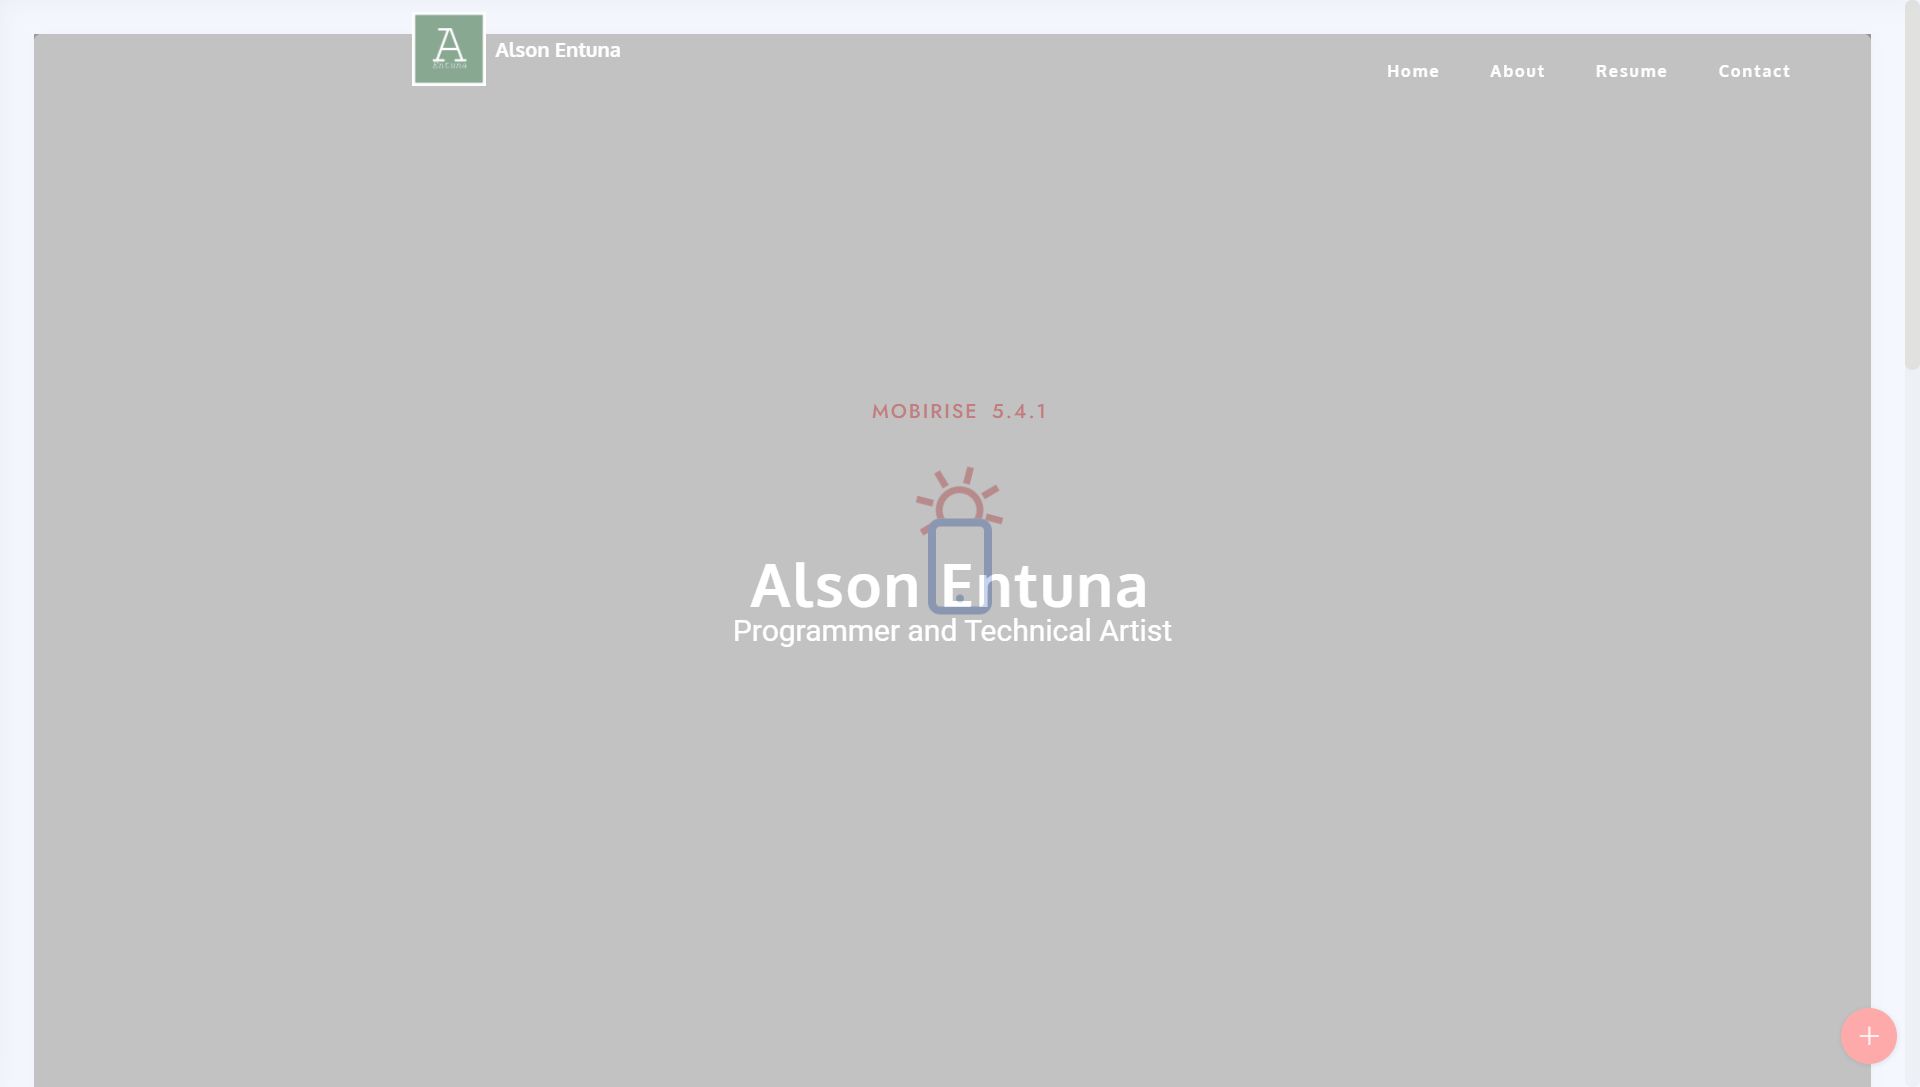 A
Entuna
Alson Entuna
Home
About
Resume
Contact
MOBIRISE 5.4.1
Alson Entuna
Programmer and Technical Artist